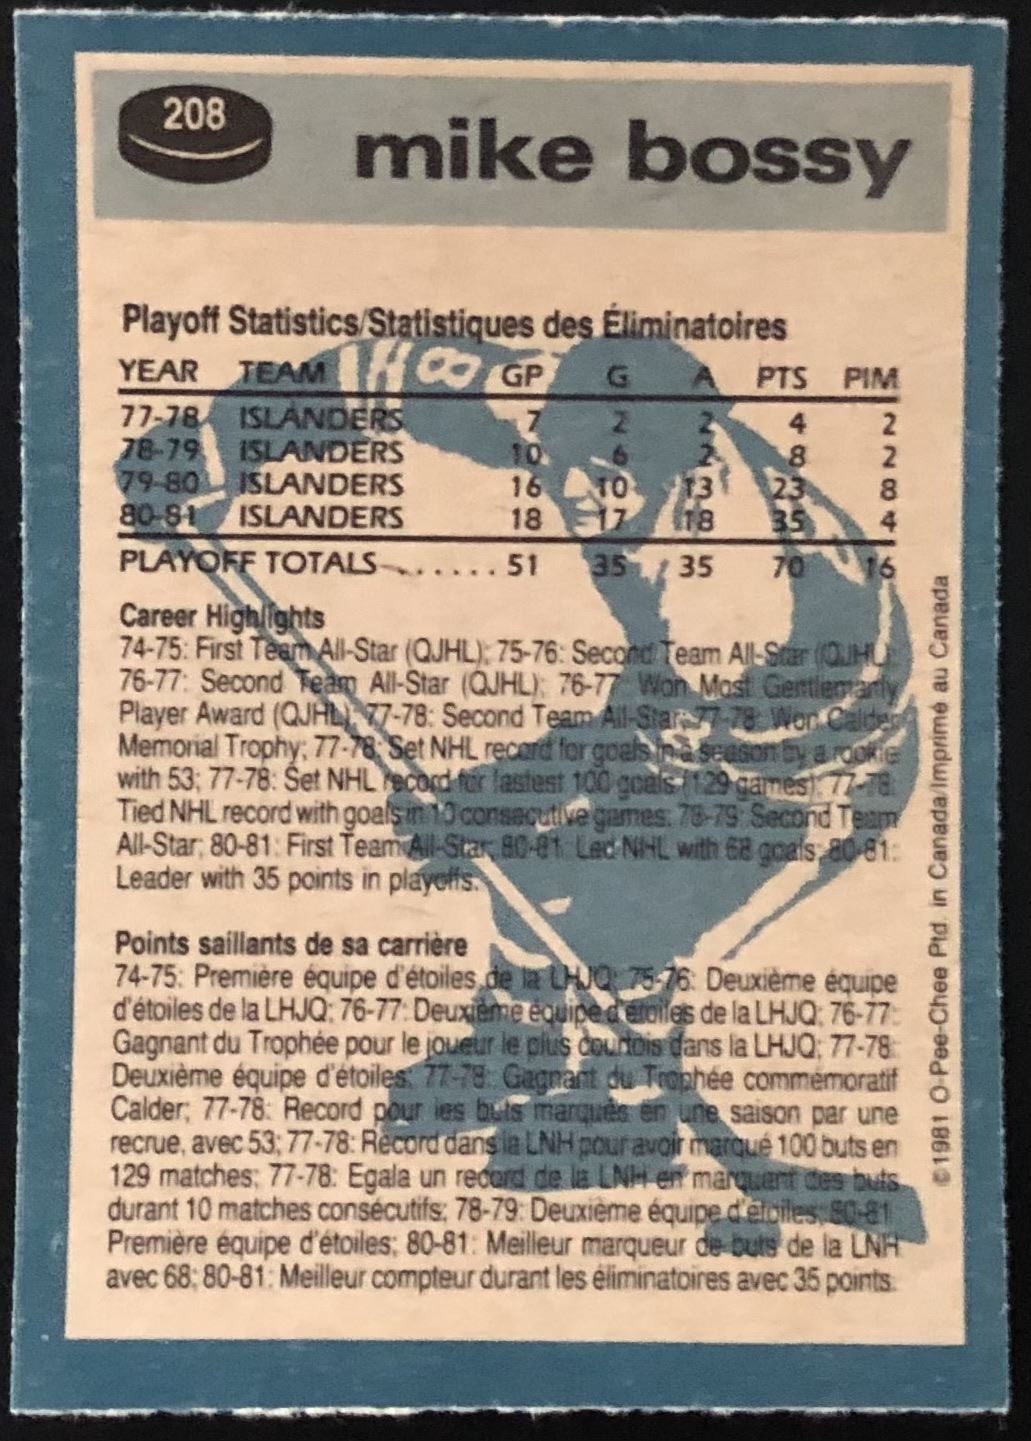 208
mike bossy
Playoff Statistics/Statistiques des Éliminatoires
YEAR TEAM GP G A PTS PIM
77-78 ISLANDERS 7 2 2 4 2
78-79 ISLANDERS 10 6 2 8 2
79-80 ISLANDERS 16 10 13 23 8
80-81 ISLANDERS 18 17 18 35 4
PLAYOFF TOTALS . . . . . . . 51 35 35 70 16
Career Highlights
74-75: First Team All-Star (QJHL); 75-76: Second Team All-Star (QJHL);
76-77: Second Team All-Star (QJHL); 76-77: Won Most Gentlemanly
Player Award (QJHL); 77-78: Second Team All-Star; 77-78: Won Calder
Memorial Trophy; 77-78: Set NHL record for goals in a season by a rookie
with 53; 77-78: Set NHL record for fastest 100 goals (129 games); 77-78:
Tied NHL record with goals in 10 consecutive games; 78-79: Second Team
All-Star; 80-81: First Team All-Star; 80-81: Led NHL with 68 goals; 80-81:
Leader with 35 points in playoffs.
Points saillants de sa carrière
74-75: Première équipe d'étoiles de la LHJQ; 75-76: Deuxième équipe
d'étoiles de la LHJQ; 76-77: Deuxième équipe d'étoiles de la LHJQ; 76-77:
Gagnant du Trophée pour le joueur le plus courtois dans la LHJQ; 77-78:
Deuxième équipe d'étoiles; 77-78: Gagnant du Trophée commémoratif
Calder; 77-78: Record pour les buts marqués en une saison par une
recrue, avec 53; 77-78: Record dans la LNH pour avoir marqué 100 buts en
129 matches; 77-78: Egala un record de la LNH en marquant des buts
durant 10 matches consécutifs; 78-79: Deuxième équipe d'étoiles; 80-81:
Première équipe d'étoiles; 80-81: Meilleur marqueur de buts de la LNH
avec 68; 80-81: Meilleur compteur durant les éliminatoires avec 35 points.
©1981 O-Pee-Chee Ptd. in Canada/Imprimé au Canada